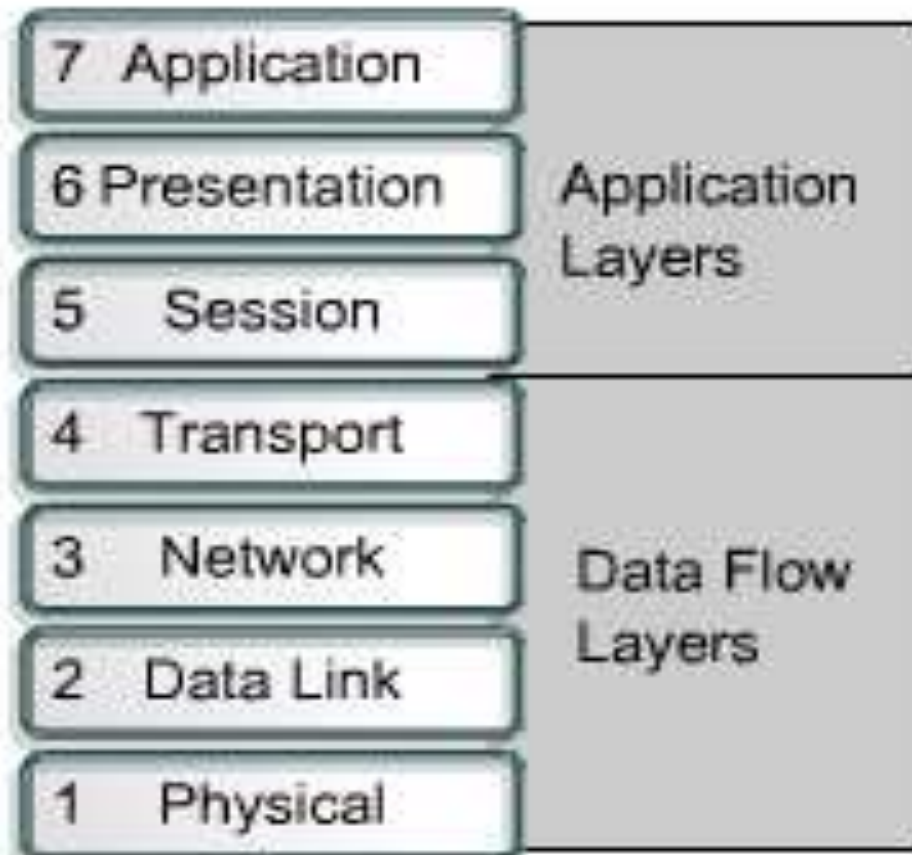 7 Application
6 Presentation
5 Session
4 Transport
3 Network
2 Data Link
1 Physical
Application
Layers
Data Flow
Layers